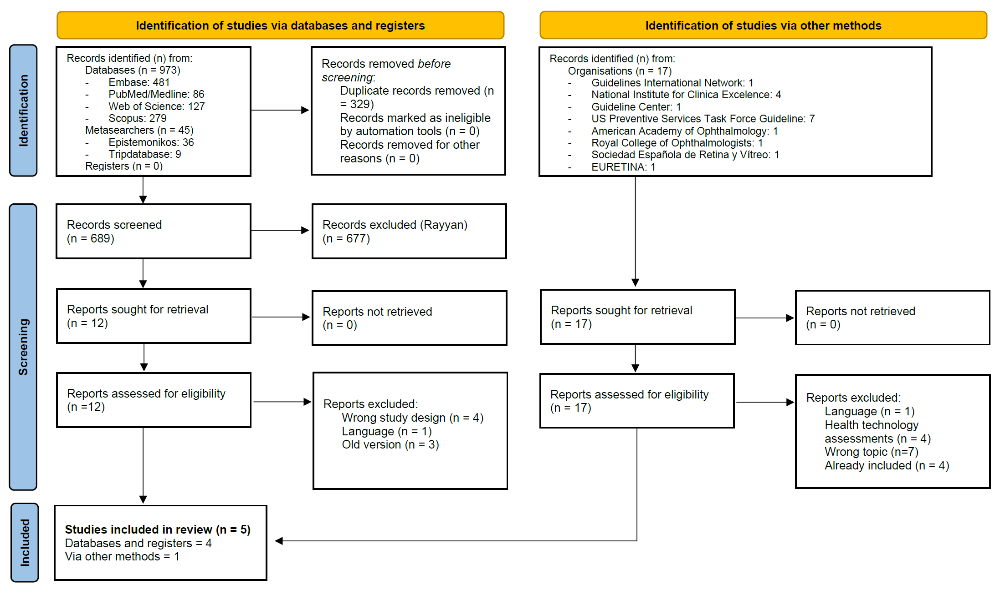 Identification of studies via databases and registers
Identification of studies via other methods
Identification
Records identified (n) from:
Databases (n = 973)
- Embase: 481
- PubMed/Medline: 86
- Web of Science: 127
- Scopus: 279
Metasearchers (n = 45)
- Epistemonikos: 36
- Tripdatabase: 9
Registers (n = 0)
Records removed before
screening:
Duplicate records removed (n
= 329)
Records marked as ineligible
by automation tools (n = 0)
Records removed for other
reasons (n = 0)
Records identified (n) from:
Organisations (n = 17)
- Guidelines International Network: 1
- National Institute for Clinica Excelence: 4
- Guideline Center: 1
- US Preventive Services Task Force Guideline: 7
- American Academy of Ophthalmology: 1
- Royal College of Ophthalmologists: 1
- Sociedad Española de Retina y Vítreo: 1
- EURETINA: 1
Screening
Records screened
(n = 689)
Records excluded (Rayyan)
(n = 677)
Reports sought for retrieval
(n = 12)
Reports not retrieved
(n = 0)
Reports sought for retrieval
(n = 17)
Reports not retrieved
(n = 0)
Reports assessed for eligibility
(n =12)
Reports excluded:
Wrong study design (n = 4)
Language (n = 1)
Old version (n = 3)
Reports assessed for eligibility
(n = 17)
Reports excluded:
Language (n = 1)
Health technology
assessments (n = 4)
Wrong topic (n=7)
Already included (n = 4)
Included
Studies included in review (n = 5)
Databases and registers = 4
Via other methods = 1